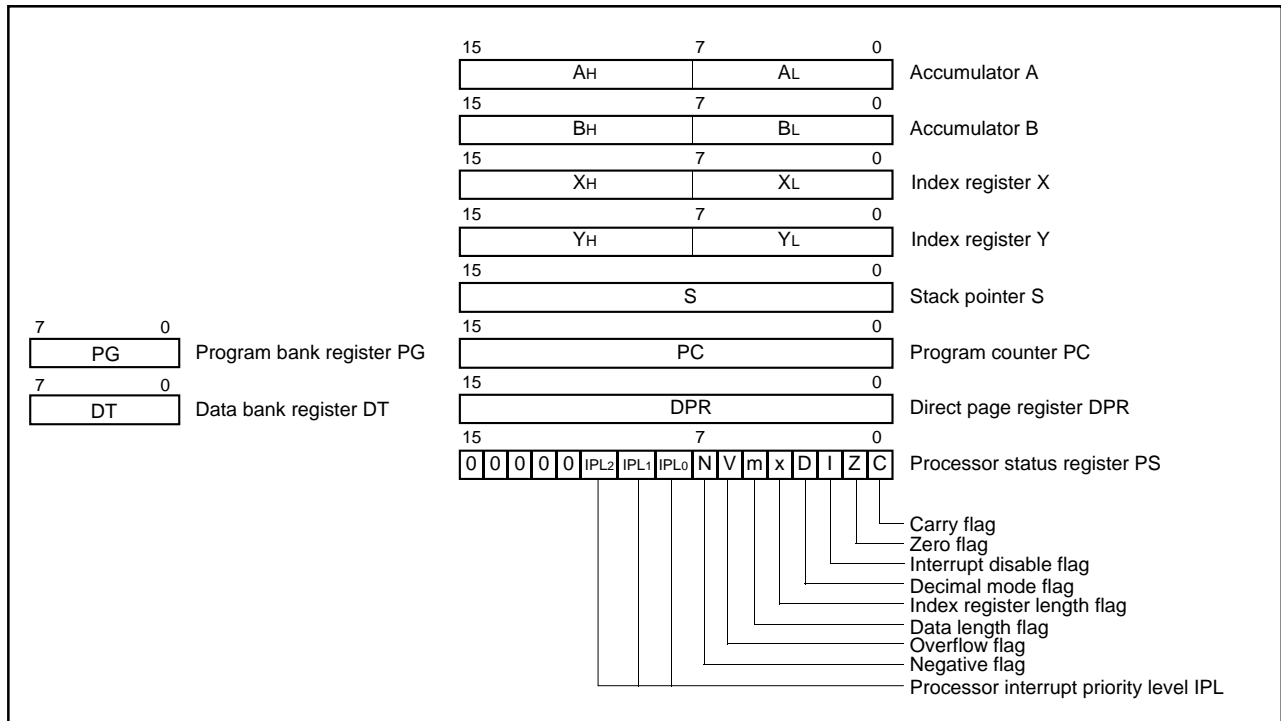 15 7 0
AH AL Accumulator A
15 7 0
BH BL Accumulator B
15 7 0
XH XL Index register X
15 7 0
YH YL Index register Y
15 0
S Stack pointer S
7 0 15 0
PG Program bank register PG PC Program counter PC
7 0 15 0
DT Data bank register DT DPR Direct page register DPR
15 7 0
0 0 0 0 0 IPL2 IPL1 IPL0 N V m x D I Z C Processor status register PS
Carry flag
Zero flag
Interrupt disable flag
Decimal mode flag
Index register length flag
Data length flag
Overflow flag
Negative flag
Processor interrupt priority level IPL